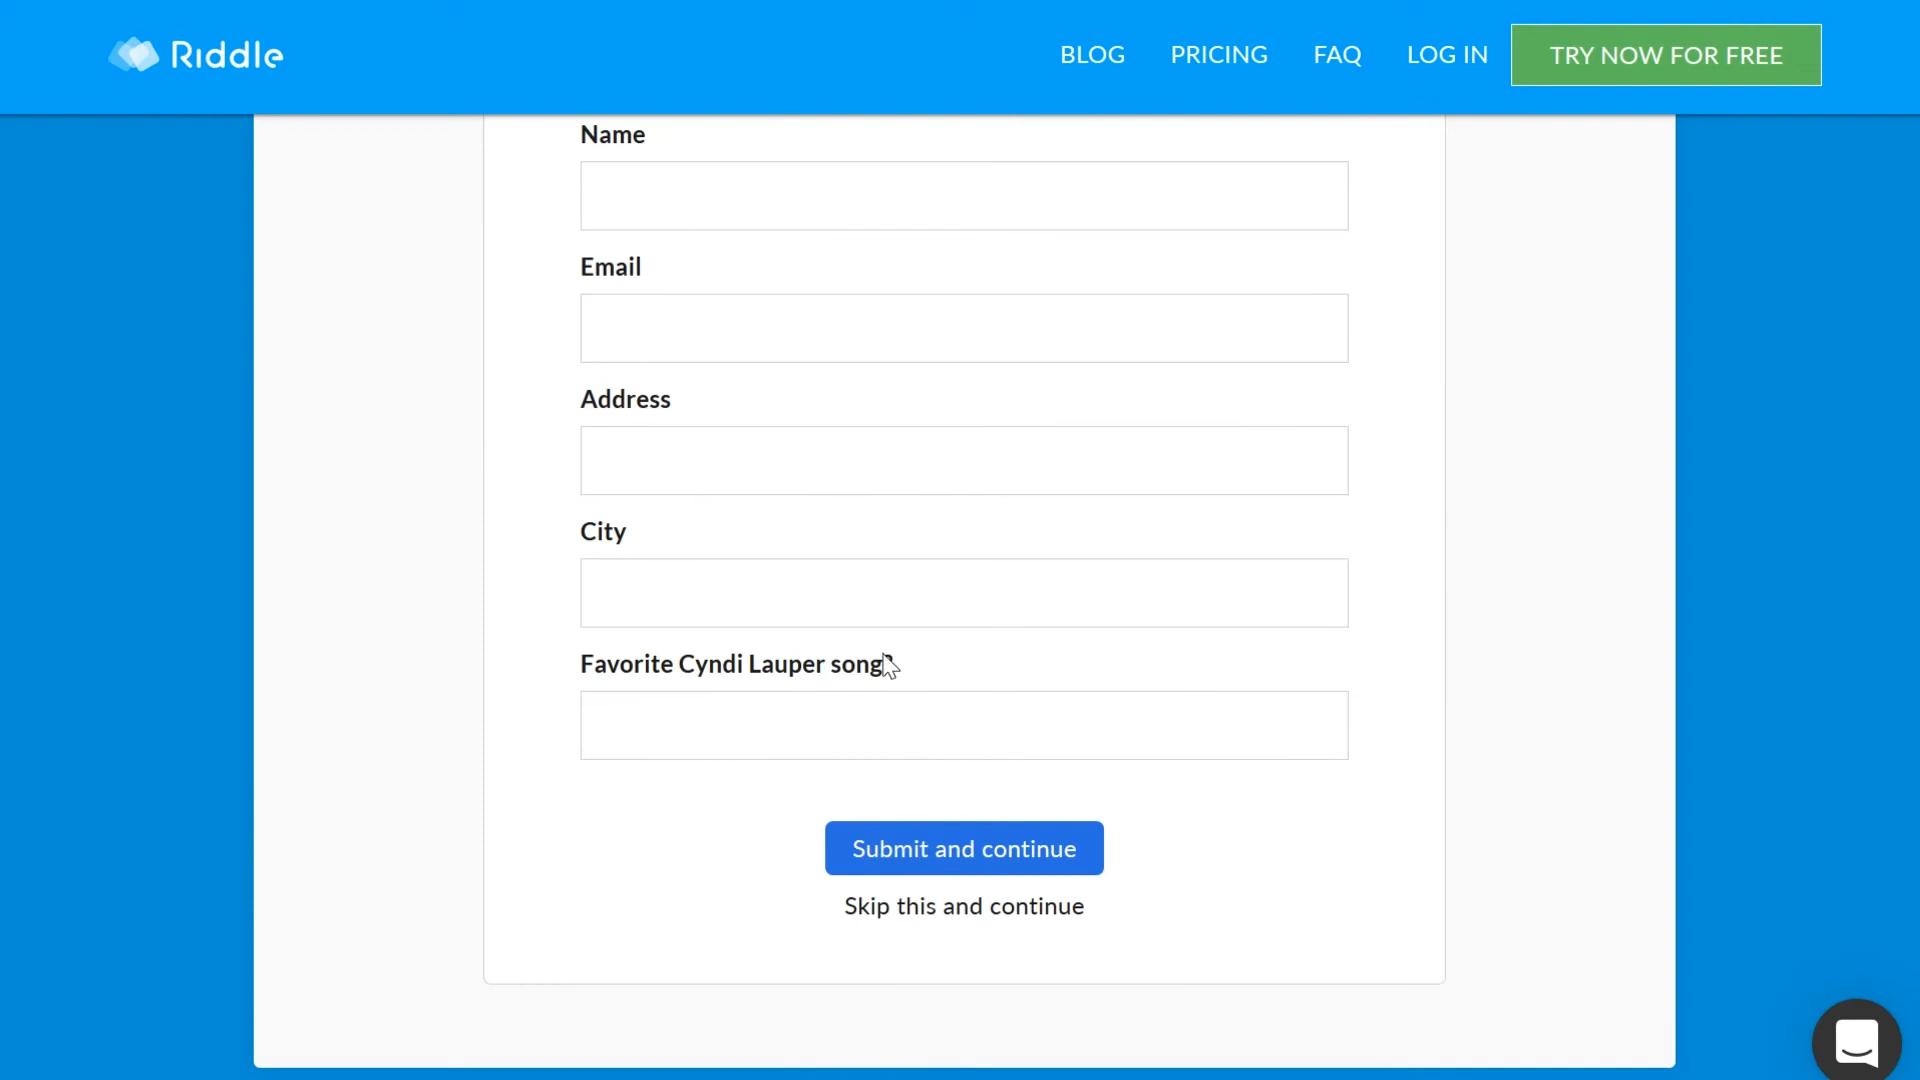 Riddle
BLOG PRICING FAQ LOG IN TRY NOW FOR FREE
Name
Email
Address
City
Favorite Cyndi Lauper song?
Submit and continue
Skip this and continue